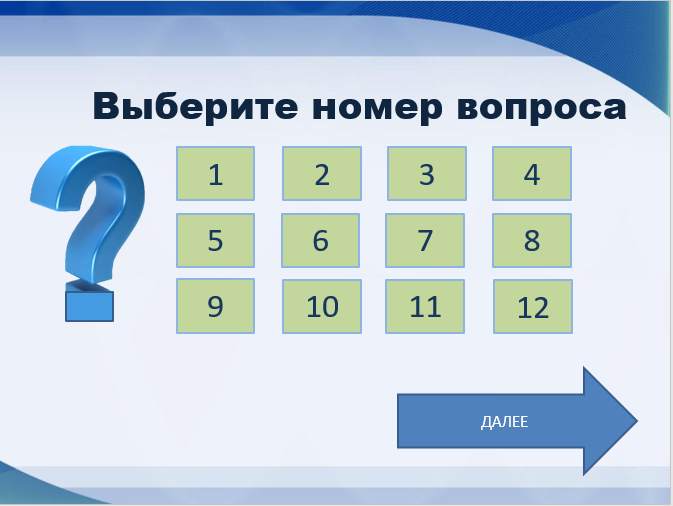 Выберите номер вопроса
1 2 3 4
5 6 7 8
9 10 11 12
ДАЛЕЕ